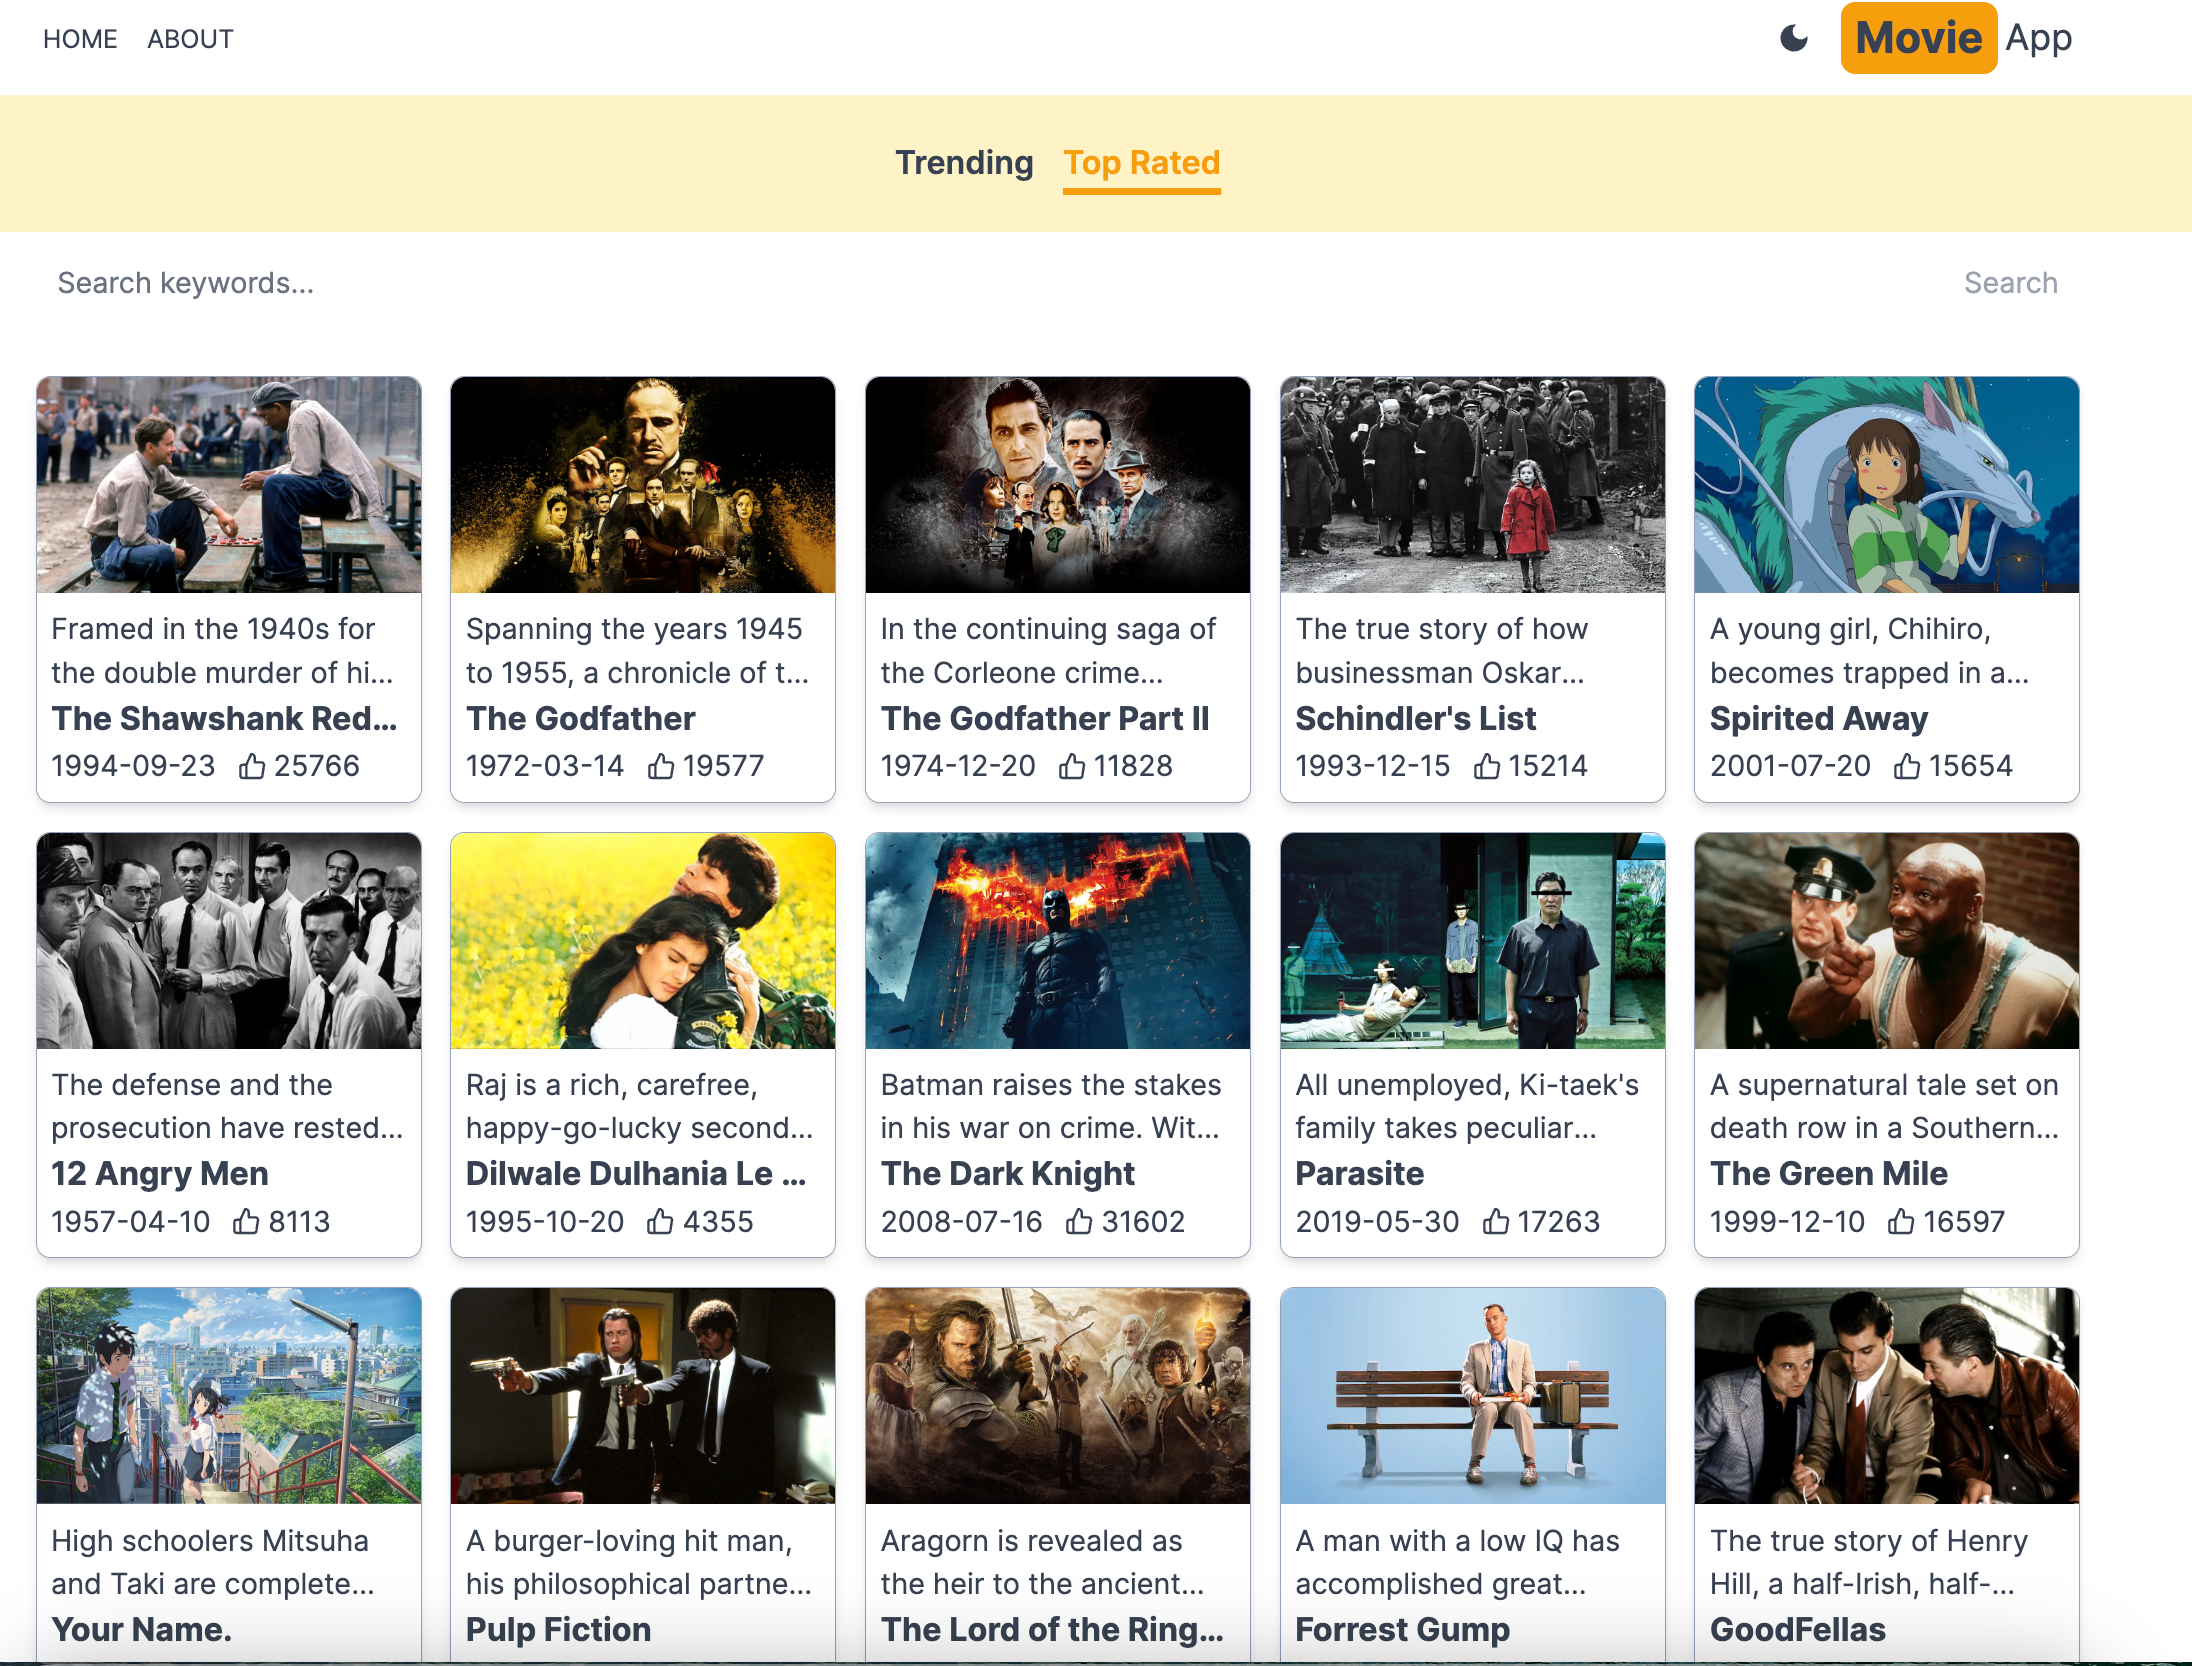 HOME ABOUT Movie App
Trending Top Rated
Search keywords... Search
Framed in the 1940s for
the double murder of hi...
The Shawshank Red...
1994-09-23 25766
Spanning the years 1945
to 1955, a chronicle of t...
The Godfather
1972-03-14 19577
In the continuing saga of
the Corleone crime...
The Godfather Part II
1974-12-20 11828
The true story of how
businessman Oskar...
Schindler's List
1993-12-15 15214
A young girl, Chihiro,
becomes trapped in a...
Spirited Away
2001-07-20 15654
The defense and the
prosecution have rested...
12 Angry Men
1957-04-10 8113
Raj is a rich, carefree,
happy-go-lucky second...
Dilwale Dulhania Le ...
1995-10-20 4355
Batman raises the stakes
in his war on crime. Wit...
The Dark Knight
2008-07-16 31602
All unemployed, Ki-taek's
family takes peculiar...
Parasite
2019-05-30 17263
A supernatural tale set on
death row in a Southern...
The Green Mile
1999-12-10 16597
High schoolers Mitsuha
and Taki are complete...
Your Name.
A burger-loving hit man,
his philosophical partne...
Pulp Fiction
Aragorn is revealed as
the heir to the ancient...
The Lord of the Ring...
A man with a low IQ has
accomplished great...
Forrest Gump
The true story of Henry
Hill, a half-Irish, half-...
GoodFellas